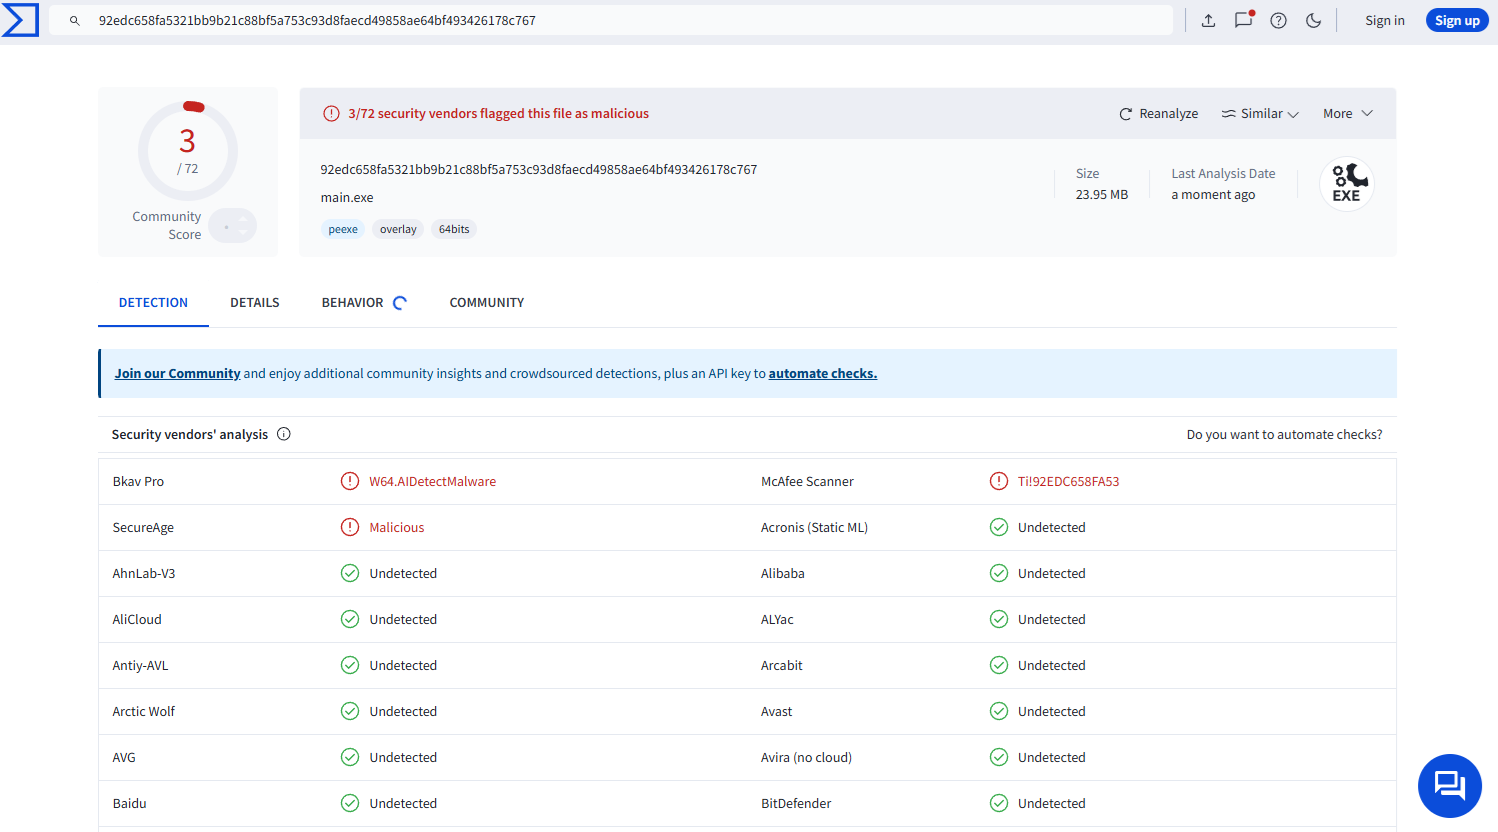 92edc658fa5321bb9b21c88bf5a753c93d8faecd49858ae64bf493426178c767
Sign in
Sign up
3
/ 72
Community
Score
3/72 security vendors flagged this file as malicious
Reanalyze
Similar
More
92edc658fa5321bb9b21c88bf5a753c93d8faecd49858ae64bf493426178c767
main.exe
peexe
overlay
64bits
Size
23.95 MB
Last Analysis Date
a moment ago
EXE
DETECTION
DETAILS
BEHAVIOR
COMMUNITY
Join our Community and enjoy additional community insights and crowdsourced detections, plus an API key to automate checks.
Security vendors' analysis
Do you want to automate checks?
Bkav Pro
W64.AIDetectMalware
McAfee Scanner
Ti!92EDC658FA53
SecureAge
Malicious
Acronis (Static ML)
Undetected
AhnLab-V3
Undetected
Alibaba
Undetected
AliCloud
Undetected
ALYac
Undetected
Antiy-AVL
Undetected
Arcabit
Undetected
Arctic Wolf
Undetected
Avast
Undetected
AVG
Undetected
Avira (no cloud)
Undetected
Baidu
Undetected
BitDefender
Undetected